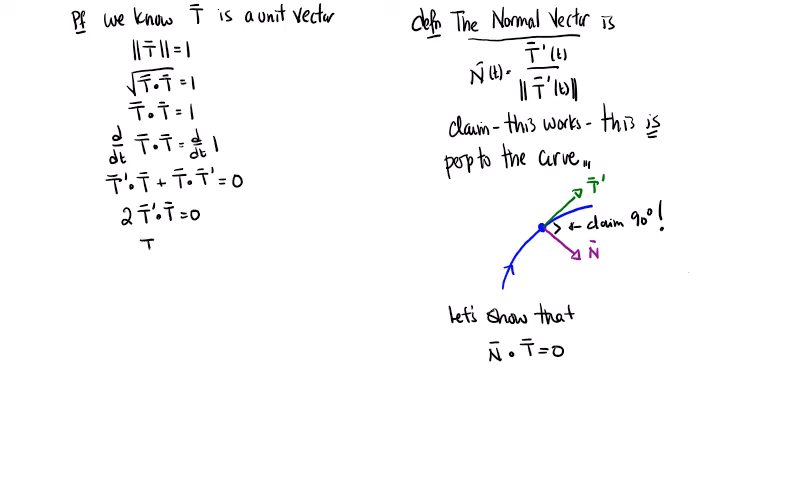 Pf we know T̄ is a unit vector
||T̄|| = 1
√T̄·T̄ = 1
T̄·T̄ = 1
d/dt T̄·T̄ = d/dt 1
T̄'·T̄ + T̄·T̄' = 0
2 T̄'·T̄ = 0
T
defn The Normal Vector is
N̄(t) · T̄'(t) / ||T̄'(t)||
claim - this works - this is
perp to the curve...
T̄'
> ← claim 90°!
N̄
Let's show that
N̄ · T̄ = 0